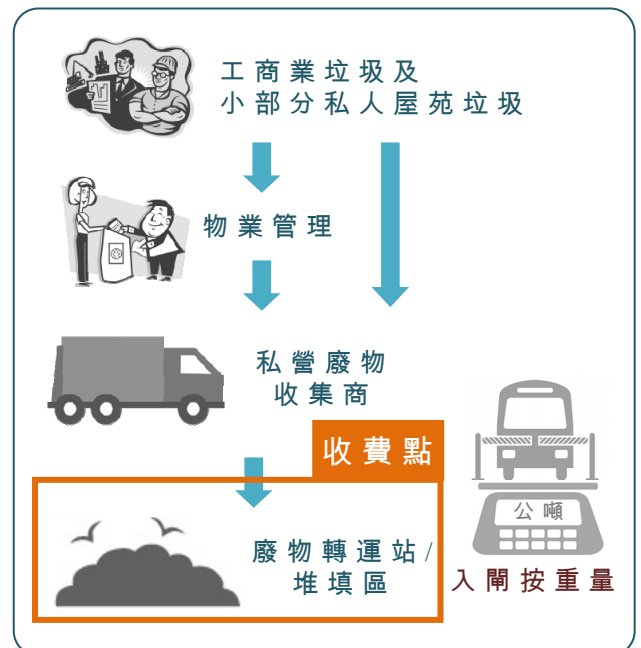 工商業垃圾及
小部分私人屋苑垃圾
物業管理
私營廢物
收集商
收費點
公噸
廢物轉運站/
堆填區
入閘按重量